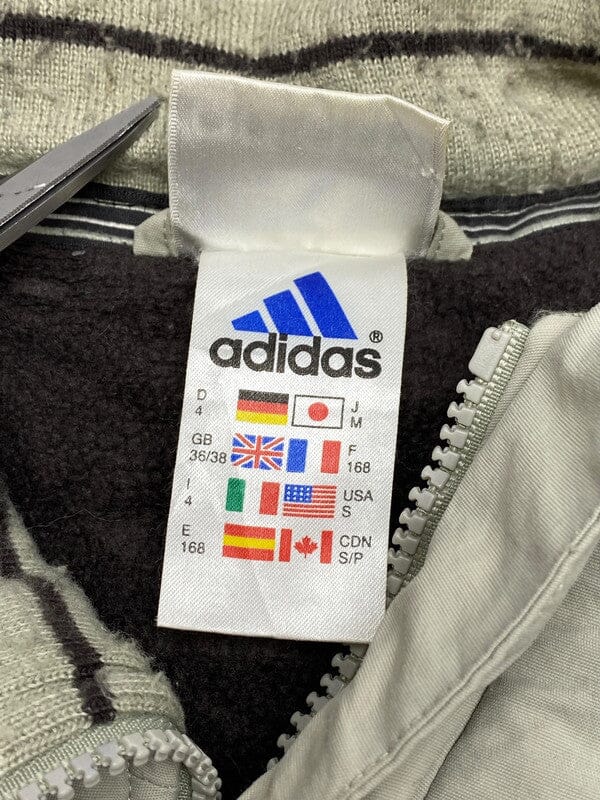 adidas®
D J
4 M
GB F
36/38 168
I USA
4 S
E CDN
168 S/P